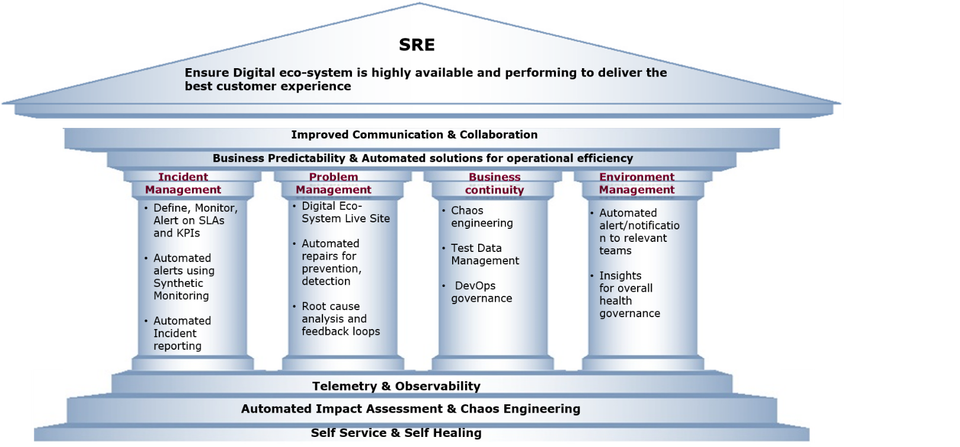 SRE
Ensure Digital eco-system is highly available and performing to deliver the
best customer experience
Improved Communication & Collaboration
Business Predictability & Automated solutions for operational efficiency
Incident
Management
• Define, Monitor,
Alert on SLAs
and KPIs
• Automated
alerts using
Synthetic
Monitoring
• Automated
Incident
reporting
Problem
Management
• Digital Eco-
System Live Site
• Automated
repairs for
prevention,
detection
• Root cause
analysis and
feedback loops
Business
continuity
• Chaos
engineering
• Test Data
Management
• DevOps
governance
Environment
Management
• Automated
alert/notificatio
n to relevant
teams
• Insights
for overall
health
governance
Telemetry & Observability
Automated Impact Assessment & Chaos Engineering
Self Service & Self Healing